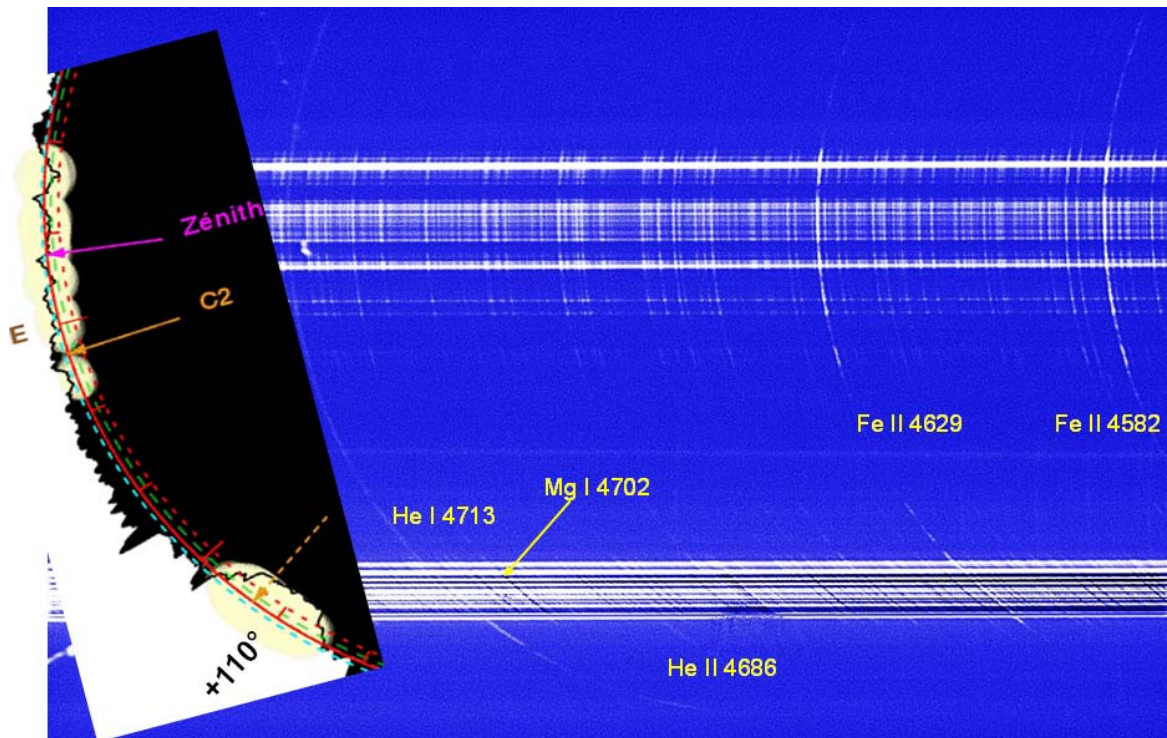 Zénith
C2
E
Fe II 4629
Fe II 4582
Mg I 4702
He I 4713
+110°
He II 4686